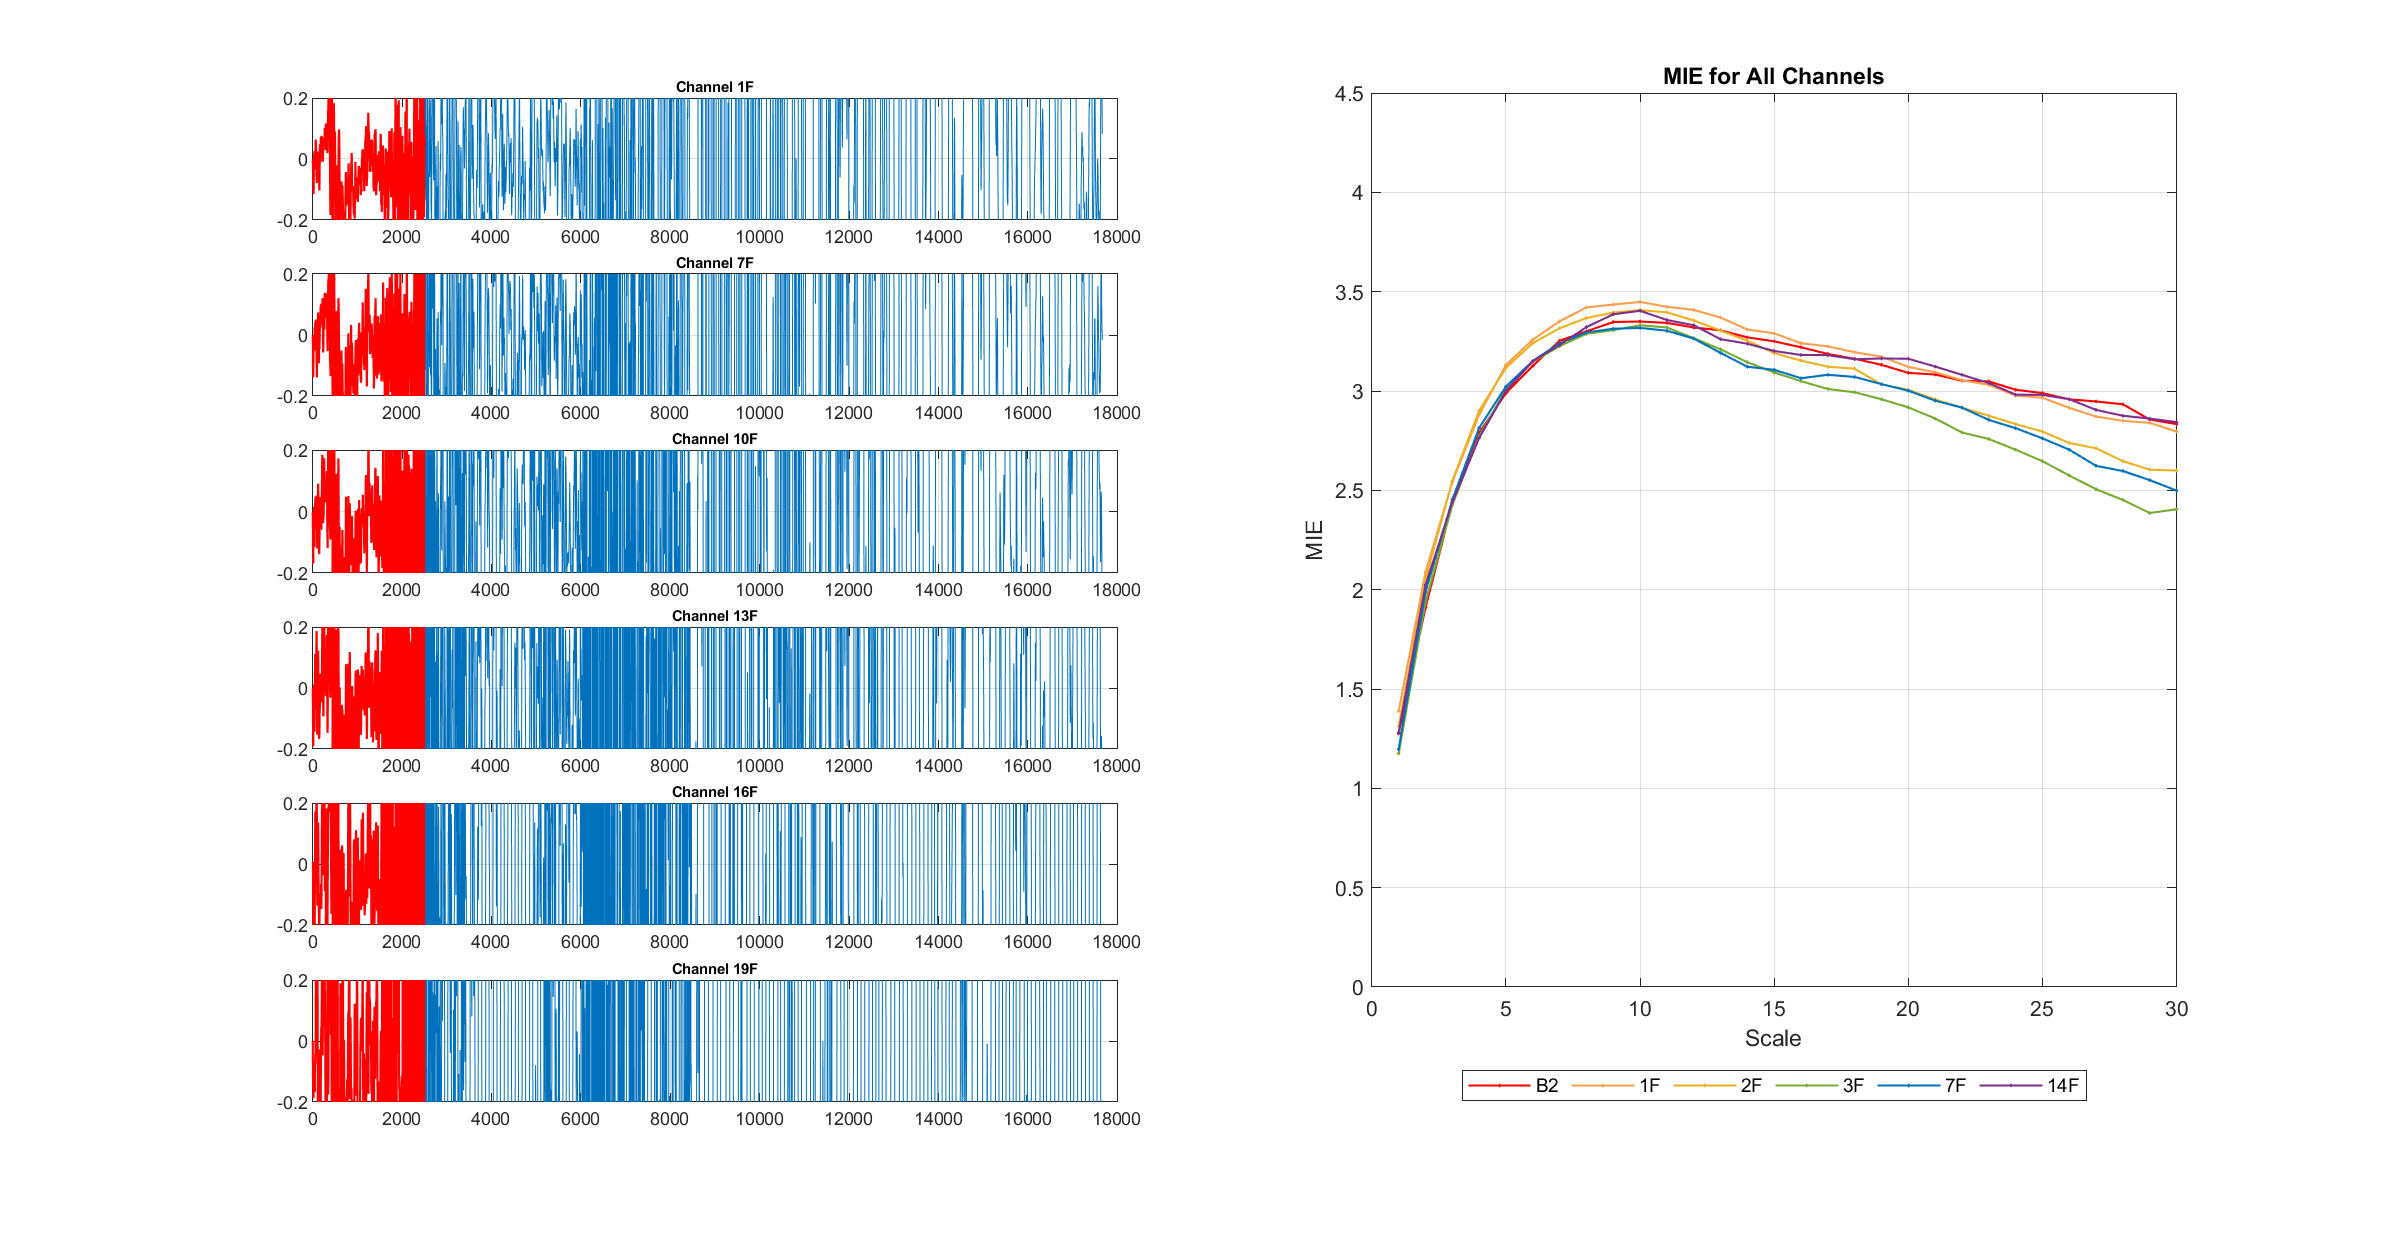 Channel 1F
0.2
0
-0.2
0 2000 4000 6000 8000 10000 12000 14000 16000 18000
Channel 7F
0.2
0
-0.2
0 2000 4000 6000 8000 10000 12000 14000 16000 18000
Channel 10F
0.2
0
-0.2
0 2000 4000 6000 8000 10000 12000 14000 16000 18000
Channel 13F
0.2
0
-0.2
0 2000 4000 6000 8000 10000 12000 14000 16000 18000
Channel 16F
0.2
0
-0.2
0 2000 4000 6000 8000 10000 12000 14000 16000 18000
Channel 19F
0.2
0
-0.2
0 2000 4000 6000 8000 10000 12000 14000 16000 18000
MIE for All Channels
4.5
4
3.5
3
2.5
2
1.5
1
0.5
0
MIE
0 5 10 15 20 25 30
Scale
B2 1F 2F 3F 7F 14F